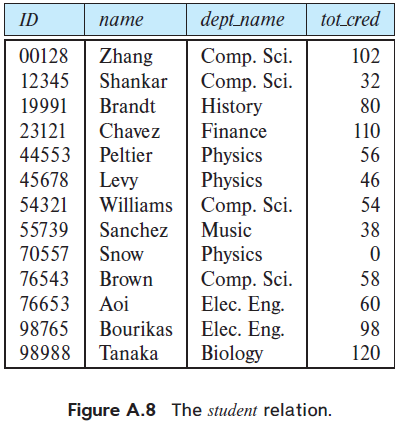 ID name dept_name tot_cred
00128 Zhang Comp. Sci. 102
12345 Shankar Comp. Sci. 32
19991 Brandt History 80
23121 Chavez Finance 110
44553 Peltier Physics 56
45678 Levy Physics 46
54321 Williams Comp. Sci. 54
55739 Sanchez Music 38
70557 Snow Physics 0
76543 Brown Comp. Sci. 58
76653 Aoi Elec. Eng. 60
98765 Bourikas Elec. Eng. 98
98988 Tanaka Biology 120
Figure A.8 The student relation.